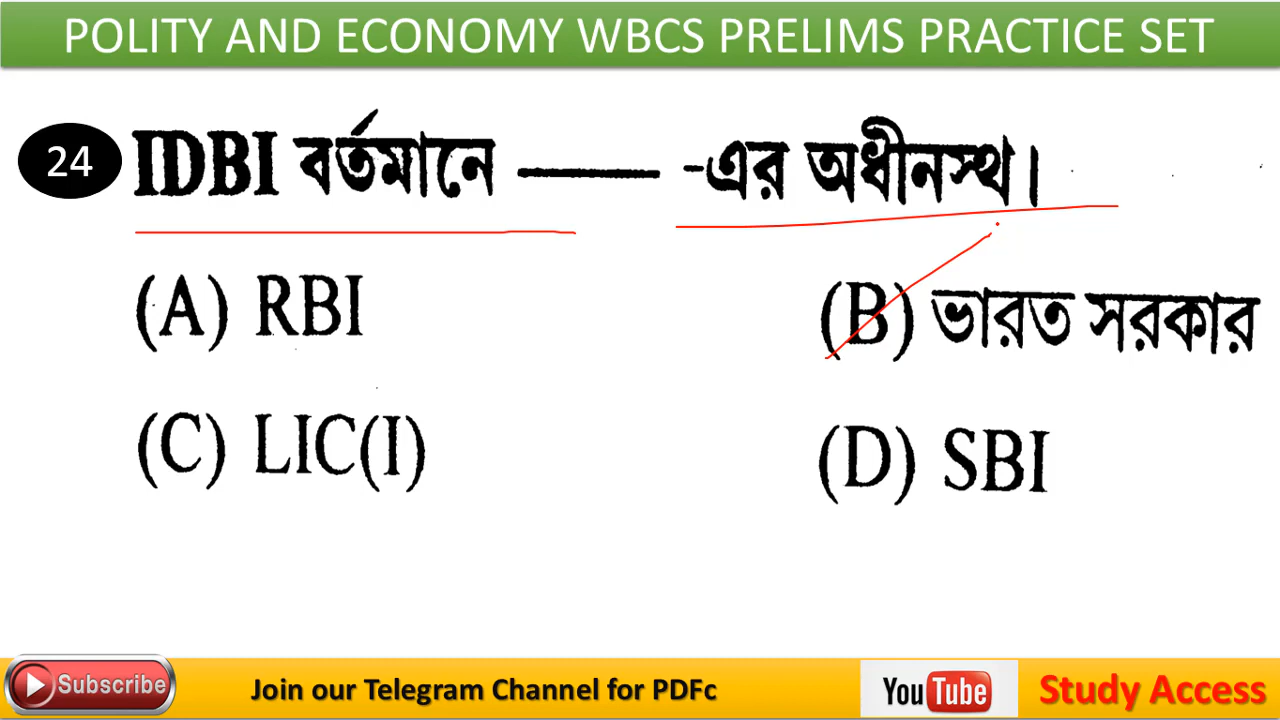 POLITY AND ECONOMY WBCS PRELIMS PRACTICE SET
24 IDBI বর্তমানে ——— -এর অধীনস্থ।
(A) RBI (B) ভারত সরকার
(C) LIC(I) (D) SBI
Subscribe Join our Telegram Channel for PDFc YouTube Study Access